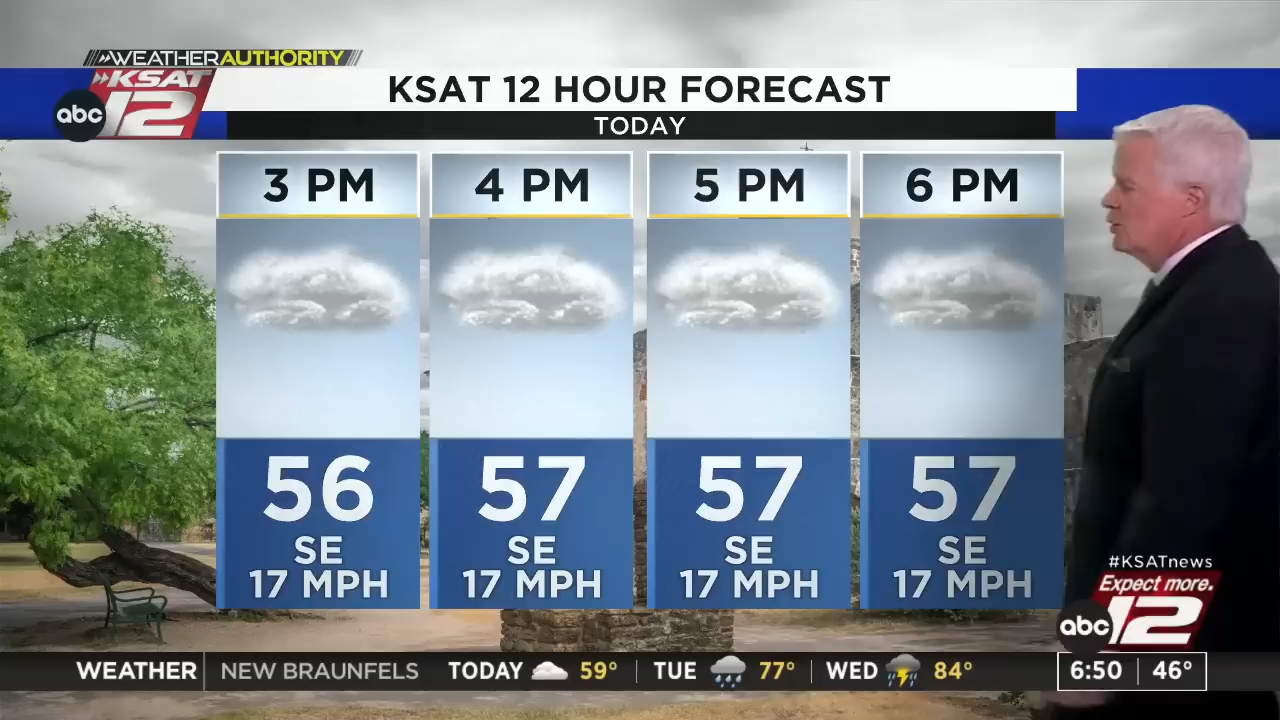 WEATHERAUTHORITY
KSAT
abc 12
KSAT 12 HOUR FORECAST
TODAY
3 PM
4 PM
5 PM
6 PM
56
SE
17 MPH
57
SE
17 MPH
57
SE
17 MPH
57
SE
17 MPH
#KSATnews
Expect more.
abc 12
WEATHER NEW BRAUNFELS TODAY 59° TUE 77° WED 84° 6:50 46°